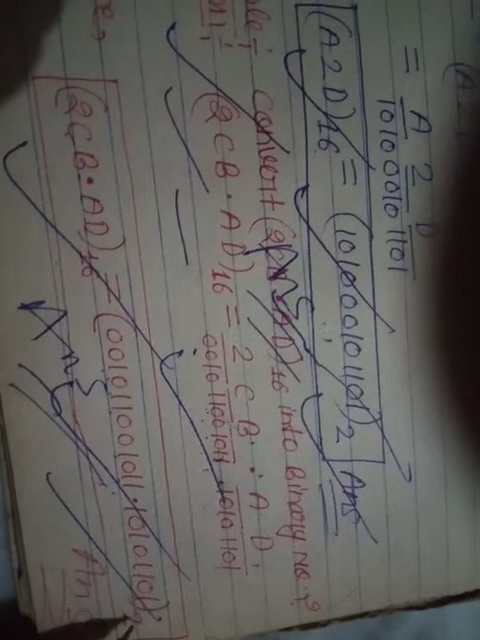 (A2
= A 2 D
1010 0010 1101
(A2D)16 = (101000101101)2 Ans
convert (2CB.AD)16 into binary no.?
(2CB.AD)16 = 2 C B . A D
0010 1100 1011 . 1010 1101
(2CB.AD)16 = (001011001011.10101101)2
Ans
Ans